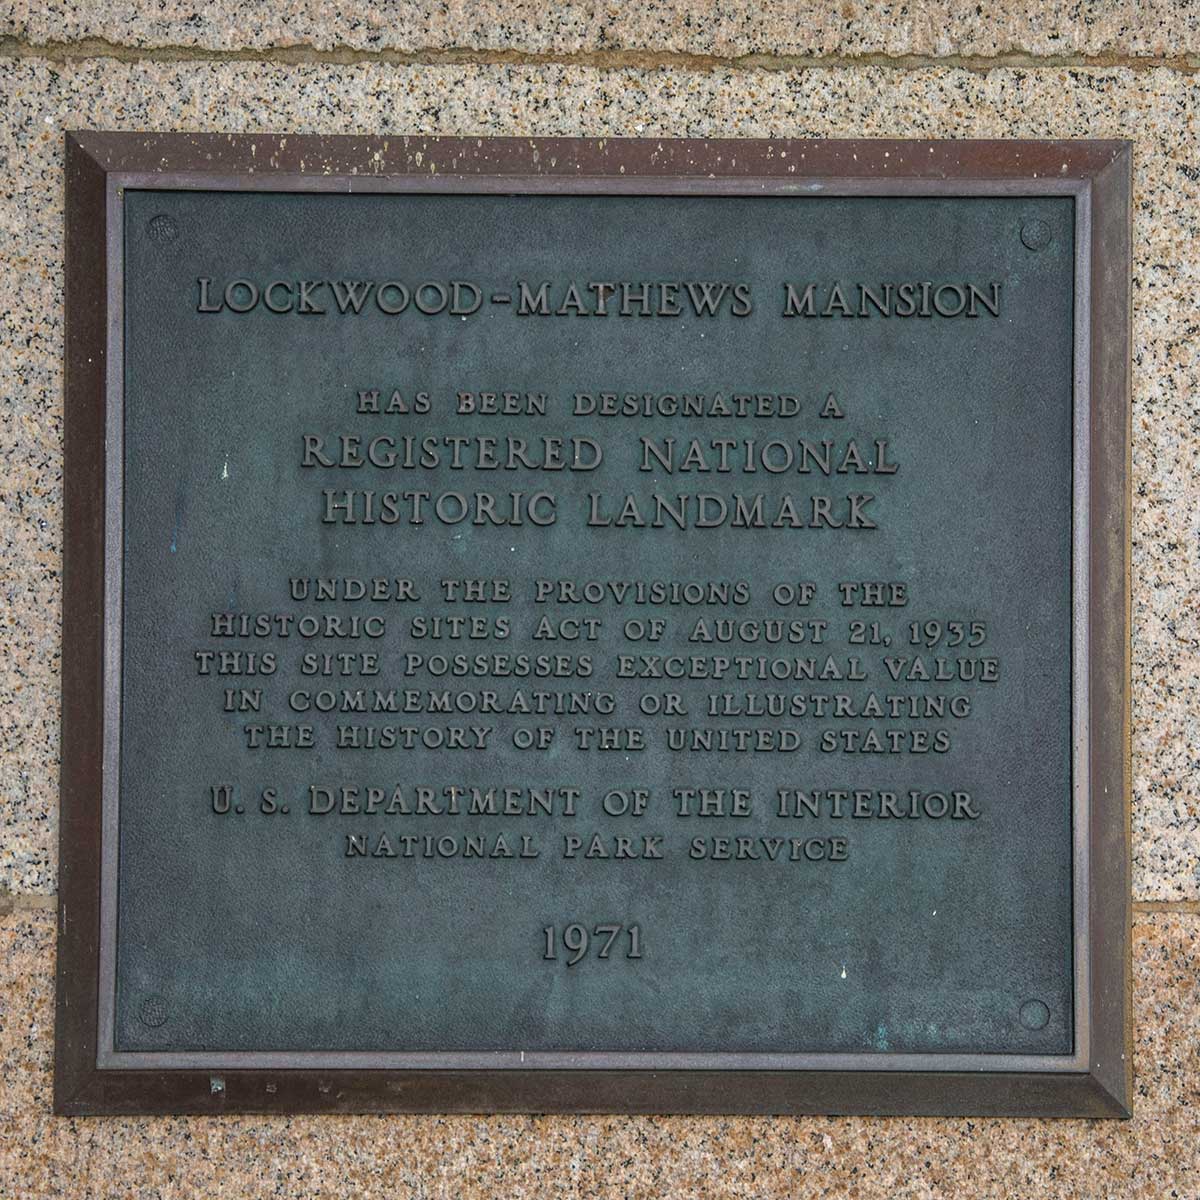 LOCKWOOD-MATHEWS MANSION
HAS BEEN DESIGNATED A
REGISTERED NATIONAL
HISTORIC LANDMARK
UNDER THE PROVISIONS OF THE
HISTORIC SITES ACT OF AUGUST 21, 1935
THIS SITE POSSESSES EXCEPTIONAL VALUE
IN COMMEMORATING OR ILLUSTRATING
THE HISTORY OF THE UNITED STATES
U. S. DEPARTMENT OF THE INTERIOR
NATIONAL PARK SERVICE
1971